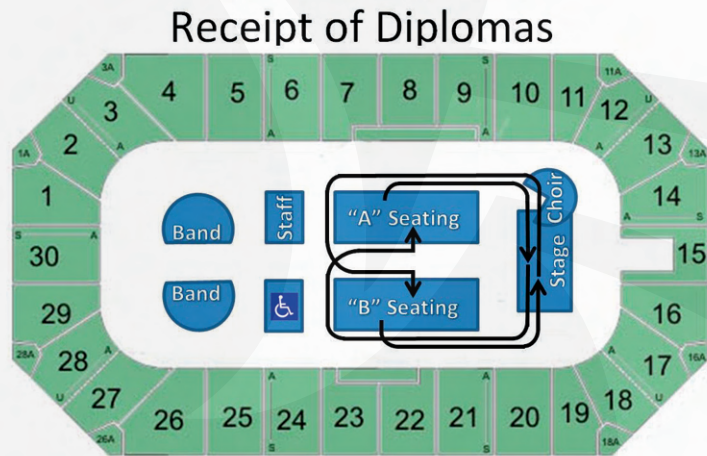 Receipt of Diplomas
3A
S
11A
4
5
6
7
8
9
10
11
U
3
12
U
2
A
A
A
A
13
1A
13A
1
14
A
S
Band
Staff
"A" Seating
Choir
Stage
S
A
30
15
Band
"B" Seating
29
16
28A
28
A
A
17
16A
U
27
A
A
18
U
26A
26
25
24
23
22
21
20
19
18A
S
S